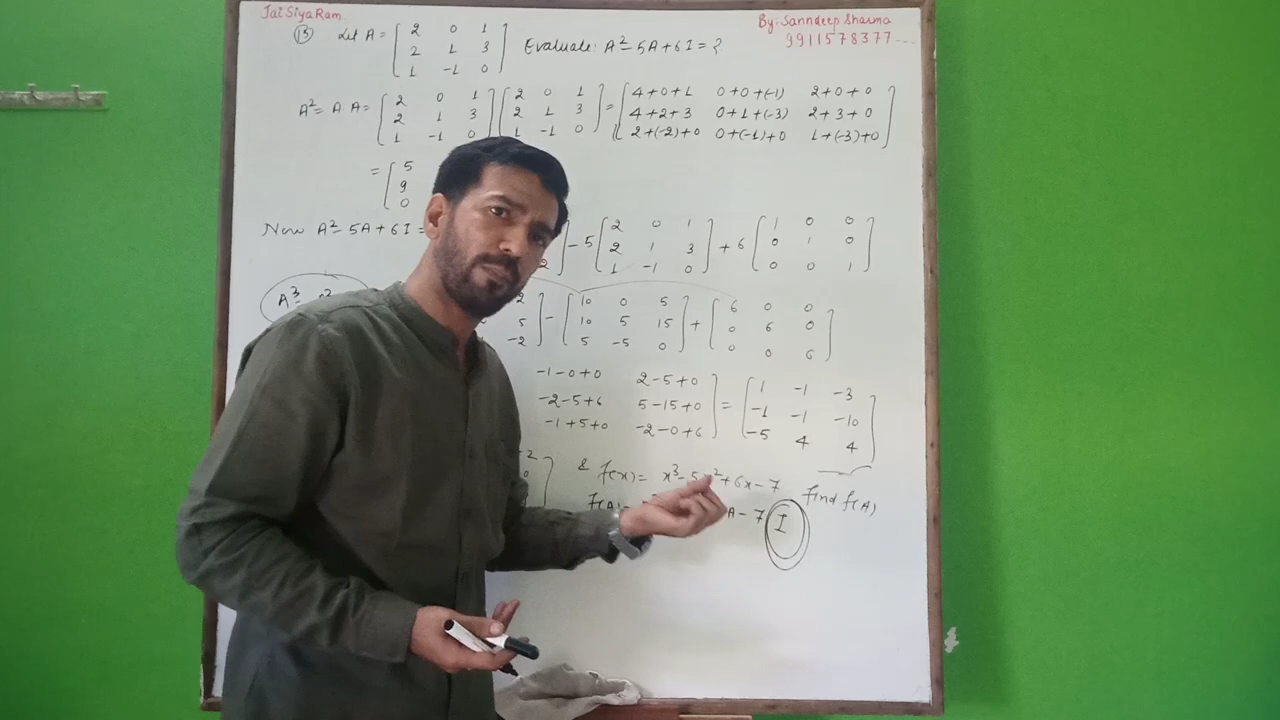 Jai Siya Ram
By: Sanndeep Sharma
9911578377...
(15) Let A = [ 2 0 1 Evaluate: A² - 5A + 6I = ?
2 1 3
1 -1 0 ]
A² = A. A = [ 2 0 1 ] [ 2 0 1 ] = [ 4+0+1 0+0+(-1) 2+0+0
2 1 3 2 1 3 4+2+3 0+1+(-3) 2+3+0
1 -1 0 1 -1 0 2+(-2)+0 0+(-1)+0 1+(-3)+0 ]
= [ 5
9
0
Now A² - 5A + 6I = ] - 5 [ 2 0 1 ] + 6 [ 1 0 0 ]
2 1 3 0 1 0
2 1 -1 0 0 0 1
A³ 2 ] - [ 10 0 5 ] + [ 6 0 0 ]
5 10 5 15 0 6 0
-2 5 -5 0 0 0 6
-1-0+0 2-5+0 ] = [ 1 -1 -3 ]
-2-5+6 5-15+0 -1 -1 -10
-1+5+0 -2-0+6 -5 4 4
& f(x) = x³ - 5x² + 6x - 7 find f(A)
f(A) = A - 7 I